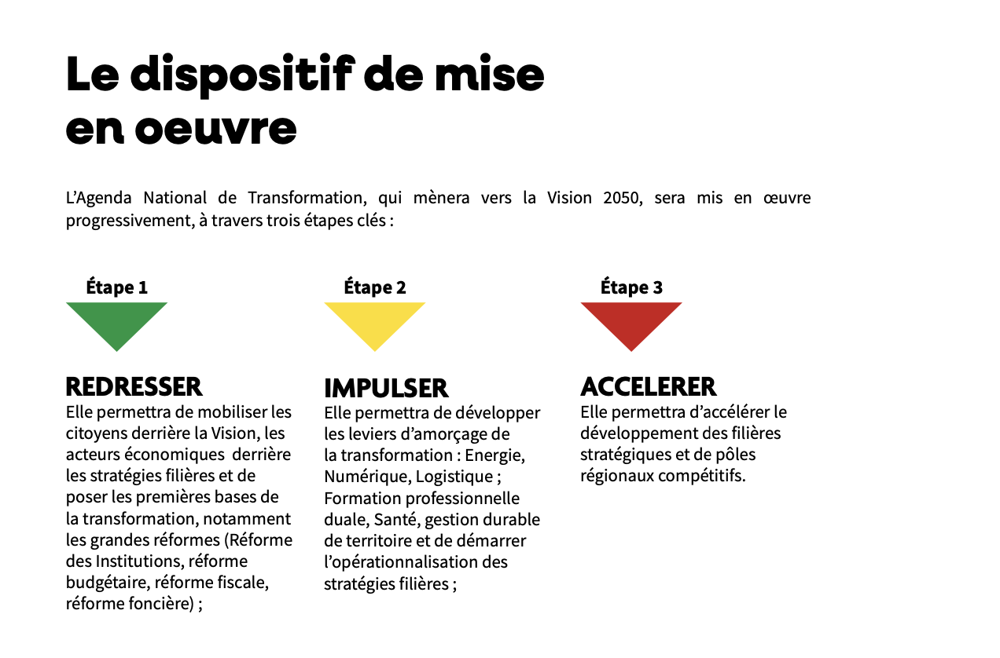 Le dispositif de mise
en oeuvre
L’Agenda National de Transformation, qui mènera vers la Vision 2050, sera mis en œuvre
progressivement, à travers trois étapes clés :
Étape 1
REDRESSER
Elle permettra de mobiliser les
citoyens derrière la Vision, les
acteurs économiques derrière
les stratégies filières et de
poser les premières bases de
la transformation, notamment
les grandes réformes (Réforme
des Institutions, réforme
budgétaire, réforme fiscale,
réforme foncière) ;
Étape 2
IMPULSER
Elle permettra de développer
les leviers d’amorçage de
la transformation : Energie,
Numérique, Logistique ;
Formation professionnelle
duale, Santé, gestion durable
de territoire et de démarrer
l’opérationnalisation des
stratégies filières ;
Étape 3
ACCELERER
Elle permettra d’accélérer le
développement des filières
stratégiques et de pôles
régionaux compétitifs.